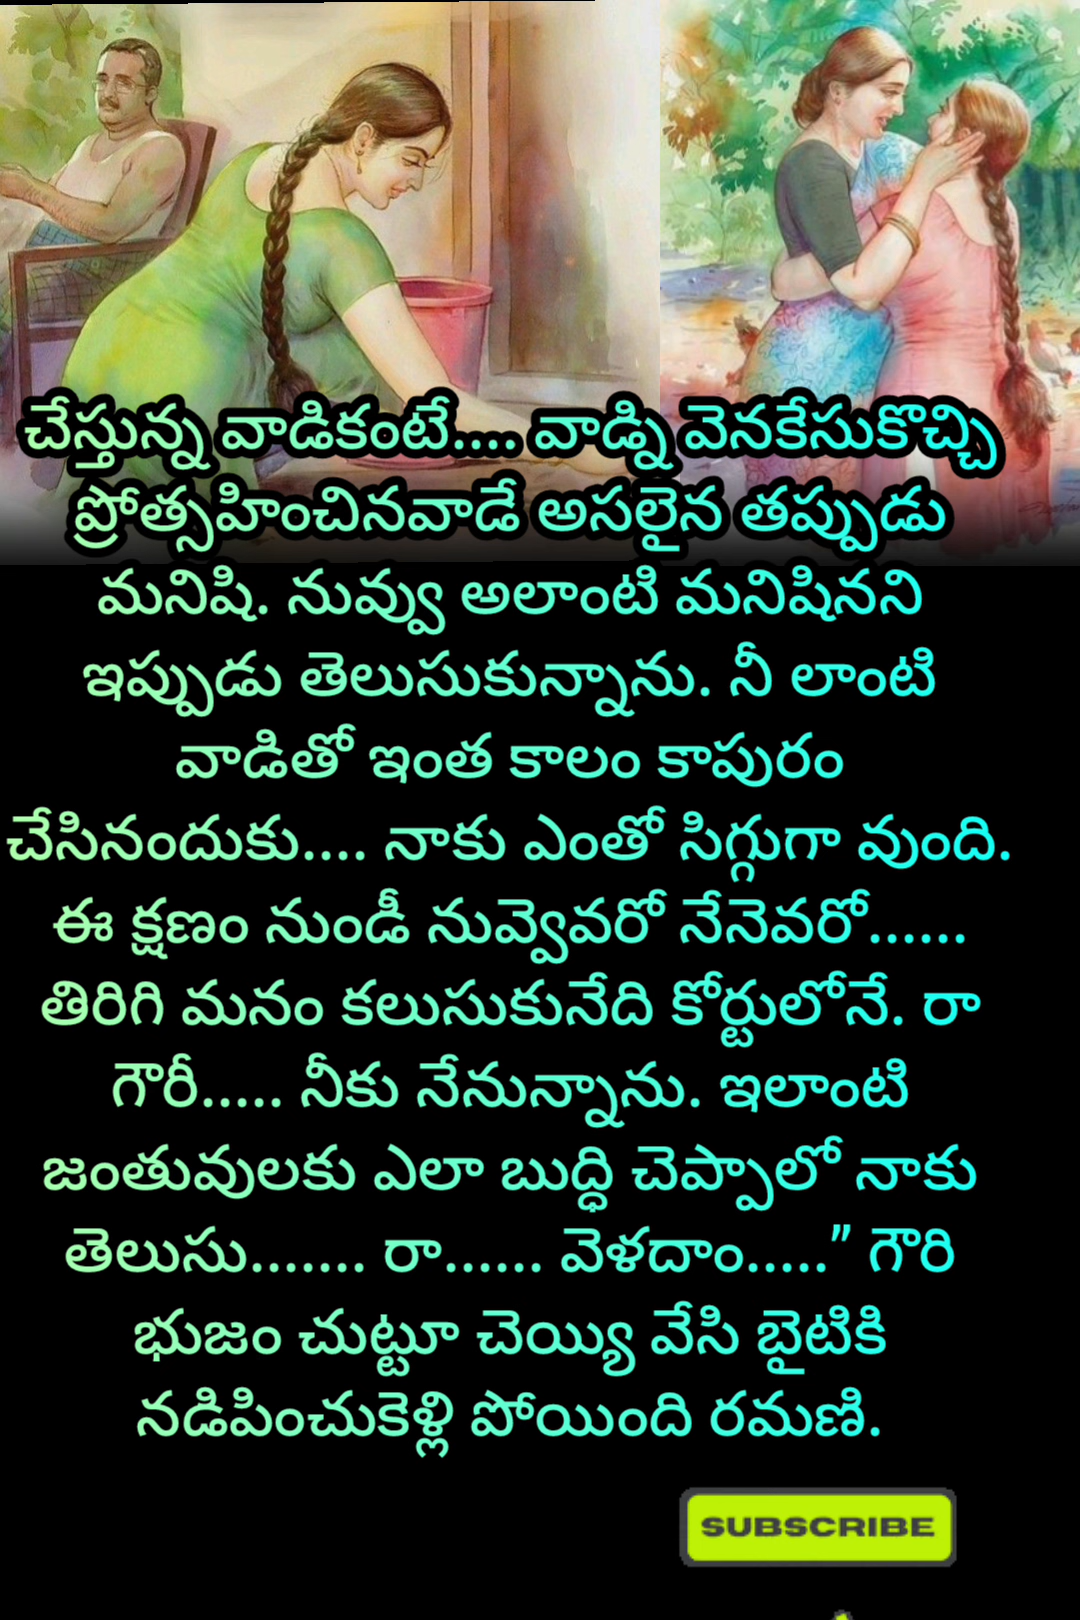 చేస్తున్న వాడికంటే.... వాడ్ని వెనకేసుకొచ్చి
ప్రోత్సహించినవాడే అసలైన తప్పుడు
మనిషి. నువ్వు అలాంటి మనిషినని
ఇప్పుడు తెలుసుకున్నాను. నీ లాంటి
వాడితో ఇంత కాలం కాపురం
చేసినందుకు.... నాకు ఎంతో సిగ్గుగా వుంది.
ఈ క్షణం నుండీ నువ్వెవరో నేనెవరో......
తిరిగి మనం కలుసుకునేది కోర్టులోనే. రా
గౌరీ..... నీకు నేనున్నాను. ఇలాంటి
జంతువులకు ఎలా బుద్ధి చెప్పాలో నాకు
తెలుసు....... రా...... వెళదాం....." గౌరి
భుజం చుట్టూ చెయ్యి వేసి బైటికి
నడిపించుకెళ్లి పోయింది రమణి.
SUBSCRIBE